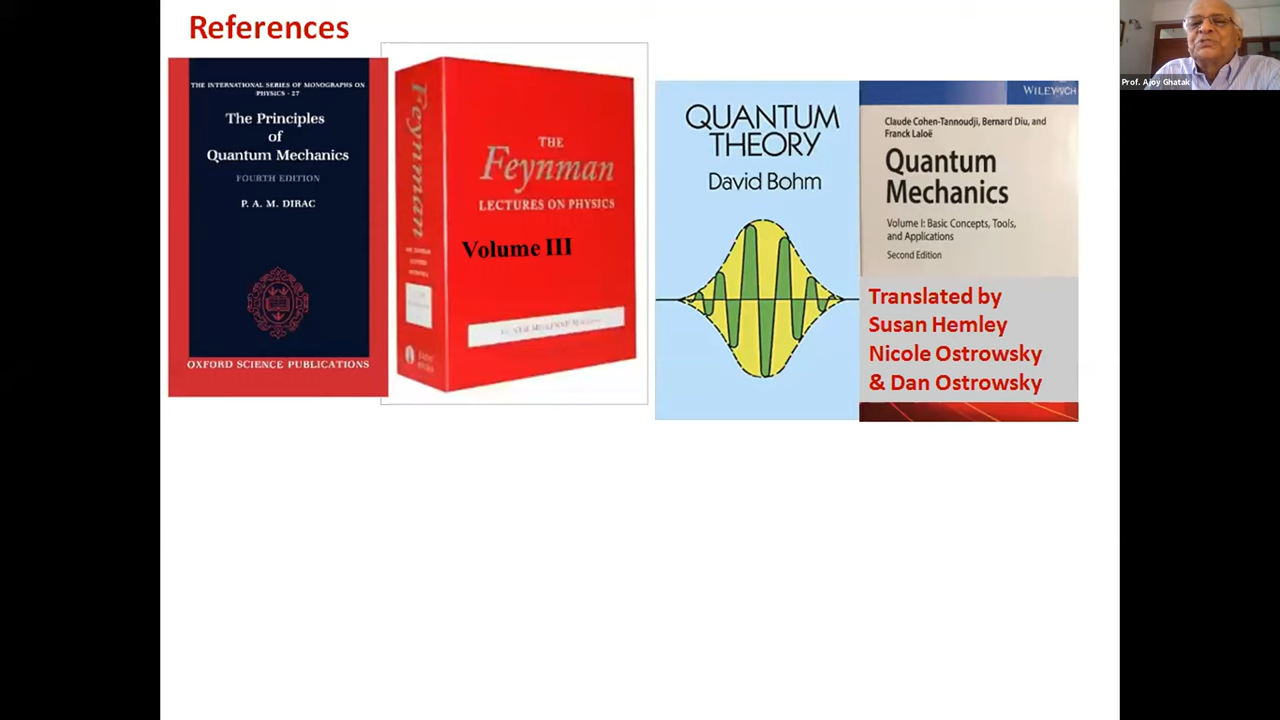 References
THE INTERNATIONAL SERIES OF MONOGRAPHS ON
PHYSICS · 27
The Principles
of
Quantum Mechanics
FOURTH EDITION
P. A. M. DIRAC
OXFORD SCIENCE PUBLICATIONS
Feynman
THE
Feynman
LECTURES ON PHYSICS
Volume III
QUANTUM
THEORY
David Bohm
WILEY-VCH
Claude Cohen-Tannoudji, Bernard Diu, and
Franck Laloë
Quantum
Mechanics
Volume I: Basic Concepts, Tools,
and Applications
Second Edition
Translated by
Susan Hemley
Nicole Ostrowsky
& Dan Ostrowsky
Prof. Ajoy Ghatak